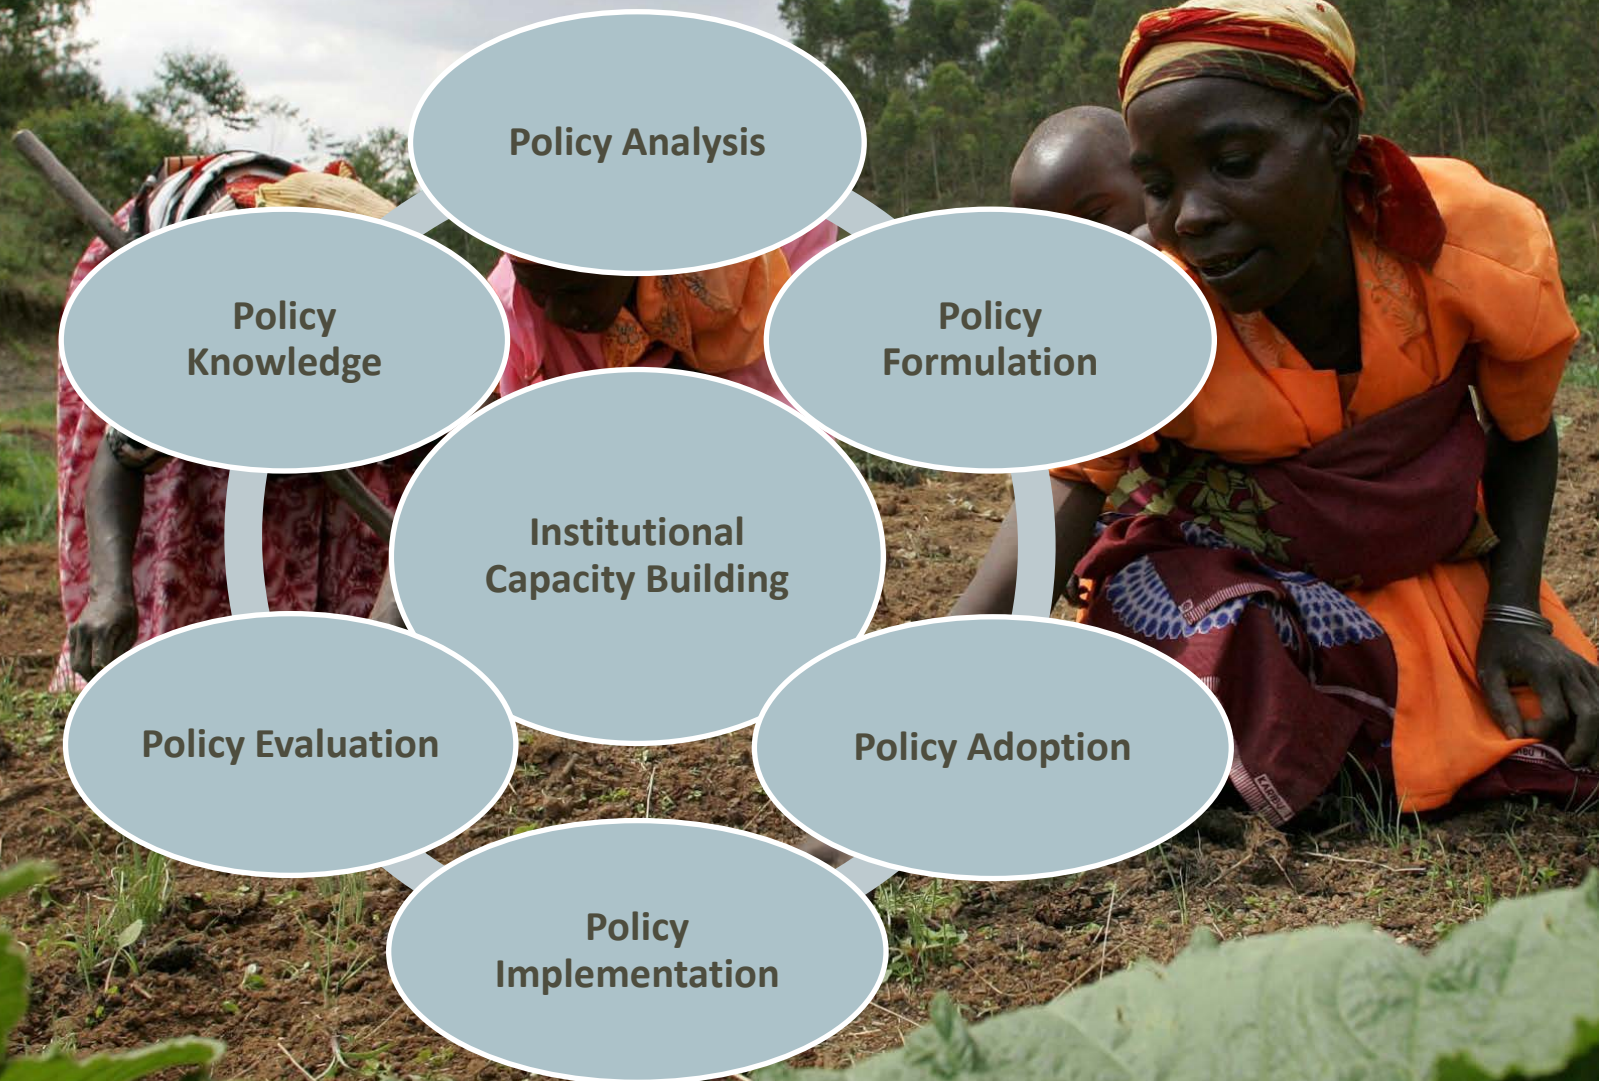 Policy Analysis
Policy
Formulation
Policy Adoption
Policy
Implementation
Policy Evaluation
Policy
Knowledge
Institutional
Capacity Building